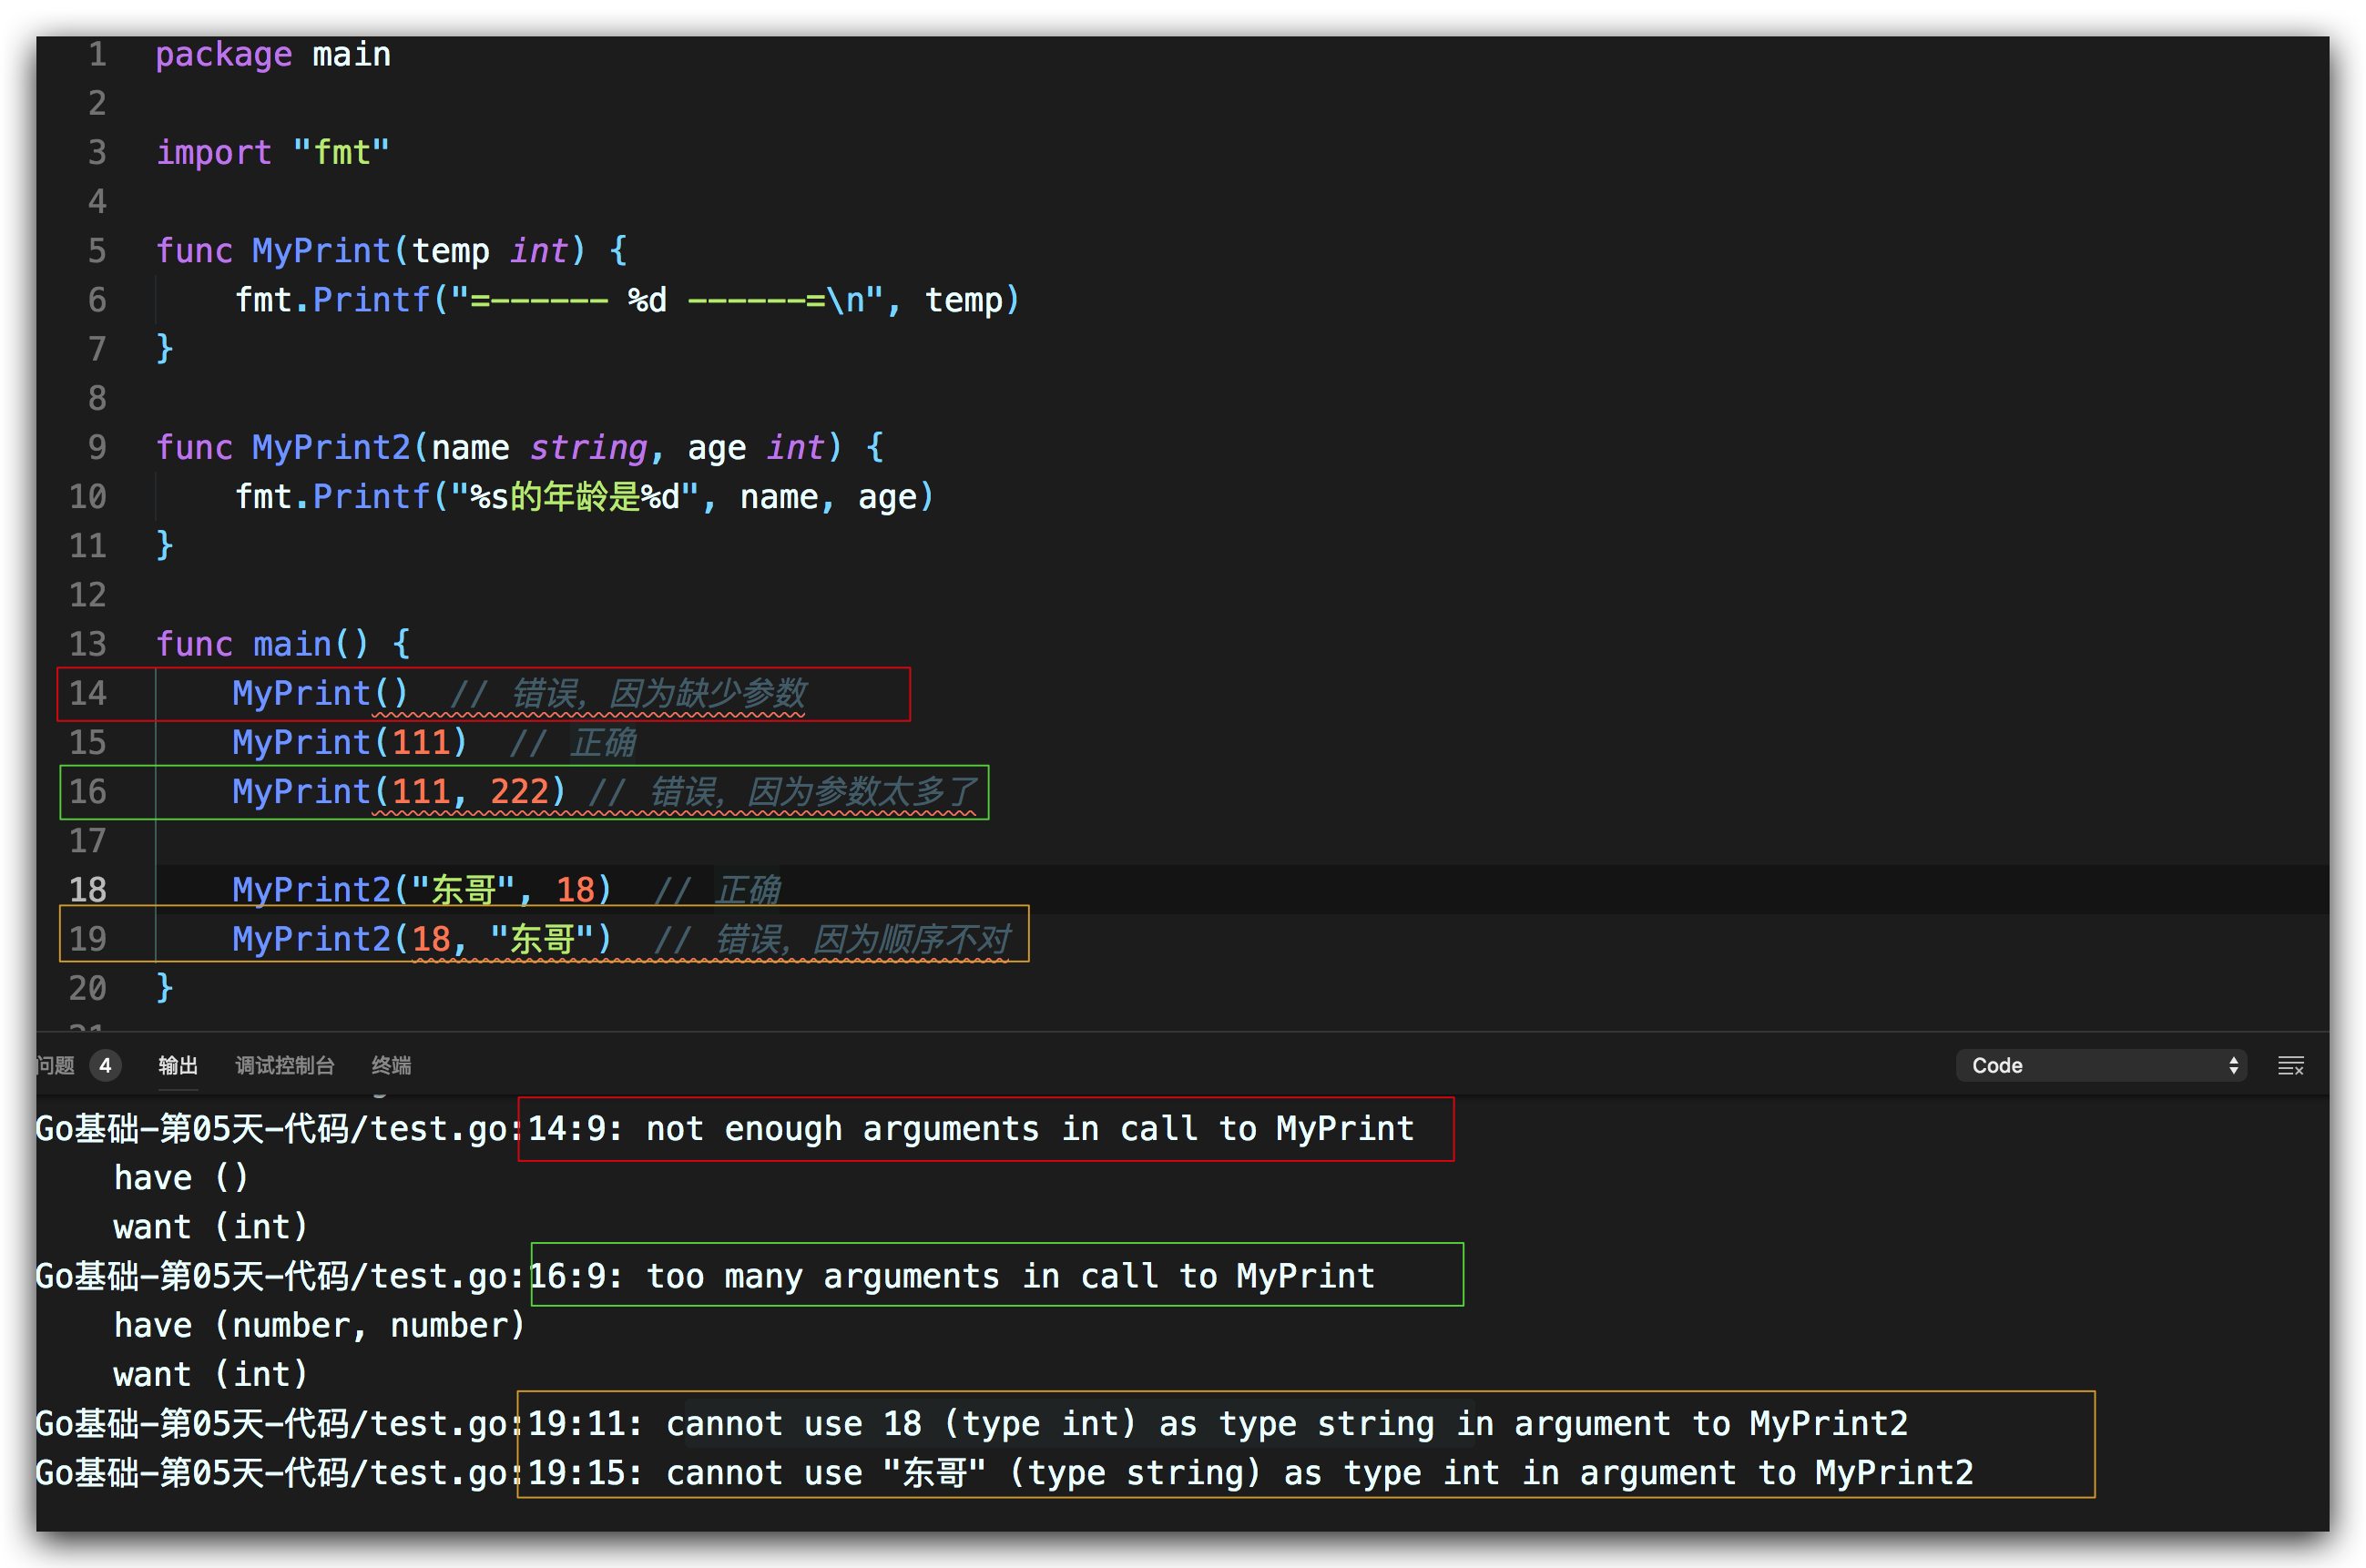 1 package main
2
3 import "fmt"
4
5 func MyPrint(temp int) {
6 fmt.Printf("=------ %d ------=\n", temp)
7 }
8
9 func MyPrint2(name string, age int) {
10 fmt.Printf("%s的年龄是%d", name, age)
11 }
12
13 func main() {
14 MyPrint() // 错误，因为缺少参数
15 MyPrint(111) // 正确
16 MyPrint(111, 222) // 错误，因为参数太多了
17
18 MyPrint2("东哥", 18) // 正确
19 MyPrint2(18, "东哥") // 错误，因为顺序不对
20 }
21
问题 4 输出 调试控制台 终端 Code
Go基础-第05天-代码/test.go:14:9: not enough arguments in call to MyPrint
have ()
want (int)
Go基础-第05天-代码/test.go:16:9: too many arguments in call to MyPrint
have (number, number)
want (int)
Go基础-第05天-代码/test.go:19:11: cannot use 18 (type int) as type string in argument to MyPrint2
Go基础-第05天-代码/test.go:19:15: cannot use "东哥" (type string) as type int in argument to MyPrint2